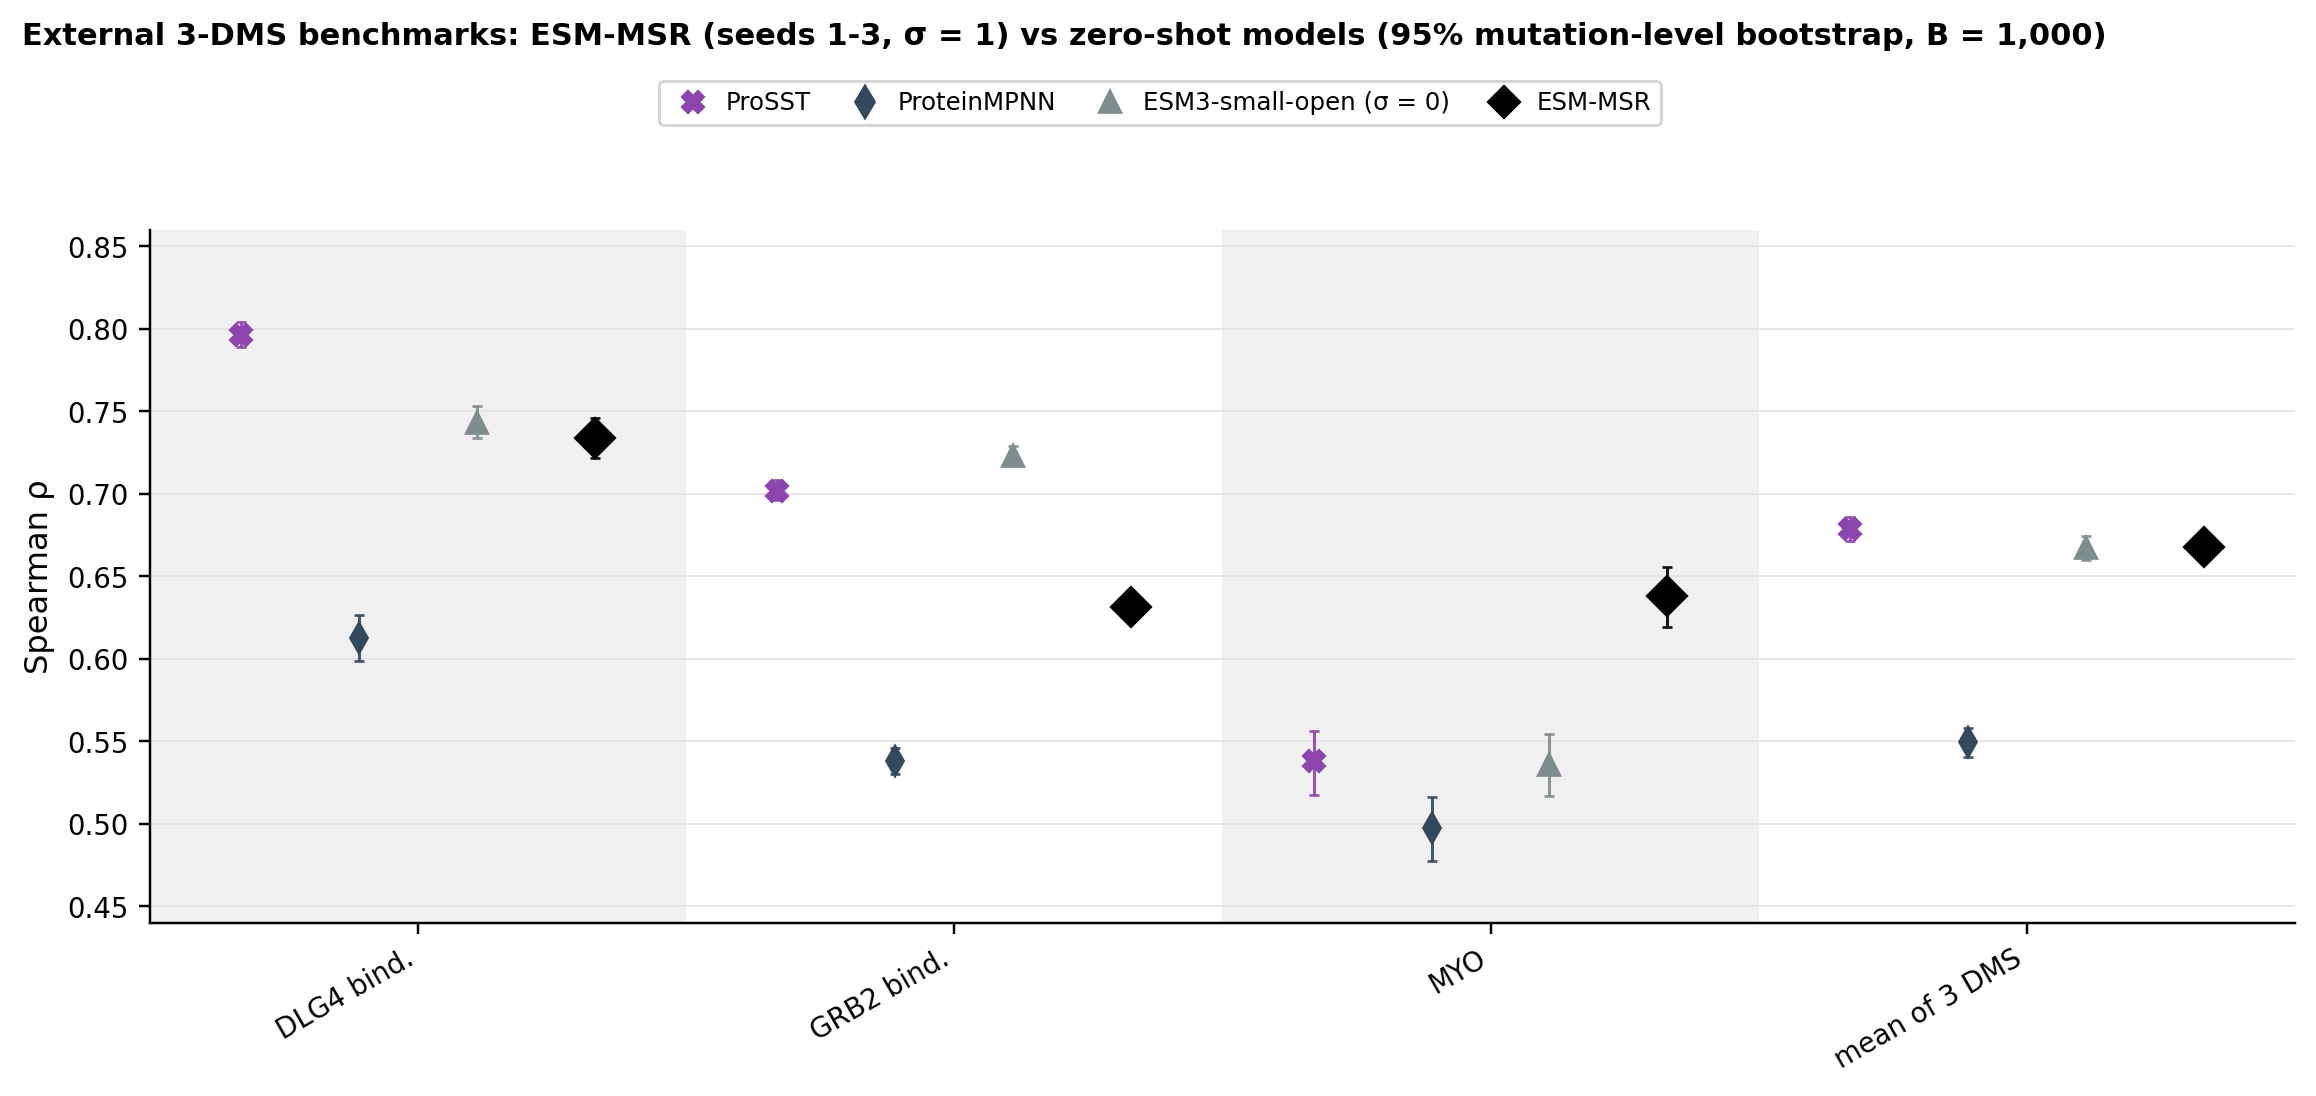 External 3-DMS benchmarks: ESM-MSR (seeds 1-3, σ = 1) vs zero-shot models (95% mutation-level bootstrap, B = 1,000)
ProSST
ProteinMPNN
ESM3-small-open (σ = 0)
ESM-MSR
Spearman ρ
0.85
0.80
0.75
0.70
0.65
0.60
0.55
0.50
0.45
DLG4 bind.
GRB2 bind.
MYO
mean of 3 DMS